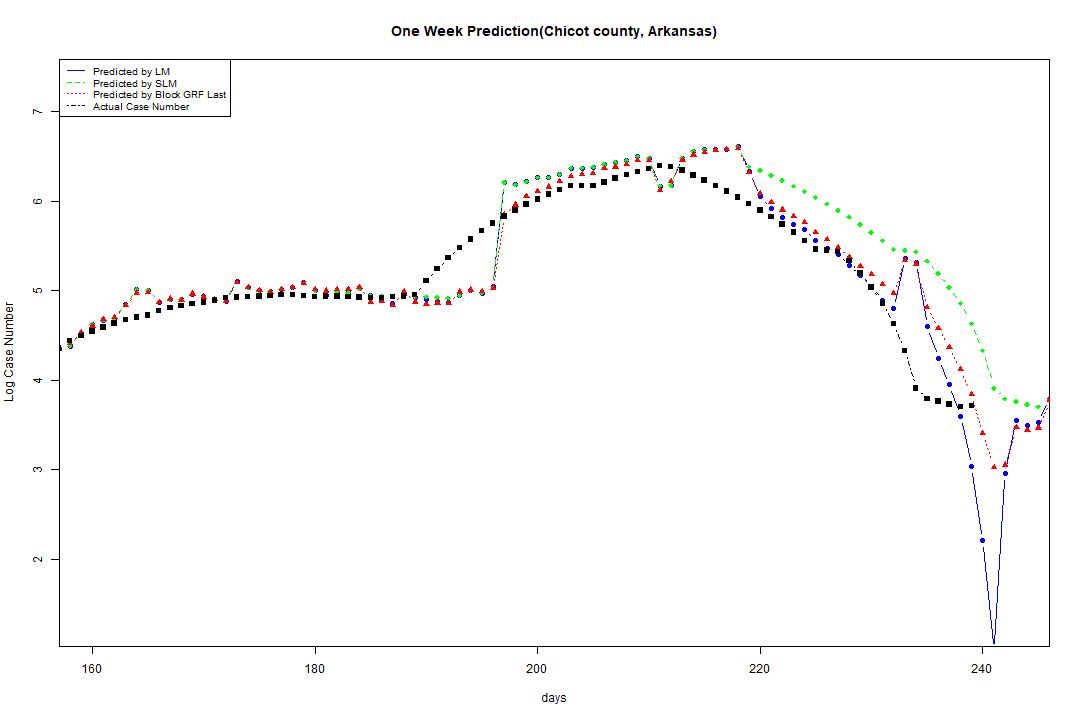 One Week Prediction(Chicot county, Arkansas)
Predicted by LM
Predicted by SLM
Predicted by Block GRF Last
Actual Case Number
7
6
5
4
3
2
Log Case Number
160 180 200 220 240
days